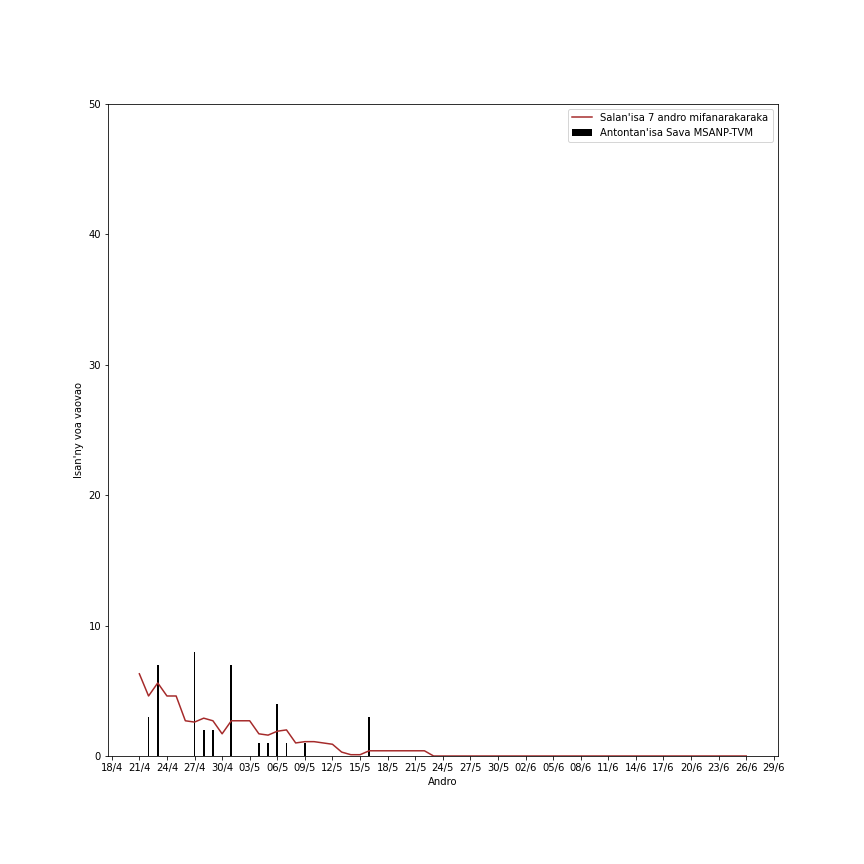 50
Salan'isa 7 andro mifanarakaraka
Antontan'isa Sava MSANP-TVM
40
30
20
10
0
Isan'ny voa vaovao
18/4 21/4 24/4 27/4 30/4 03/5 06/5 09/5 12/5 15/5 18/5 21/5 24/5 27/5 30/5 02/6 05/6 08/6 11/6 14/6 17/6 20/6 23/6 26/6 29/6
Andro